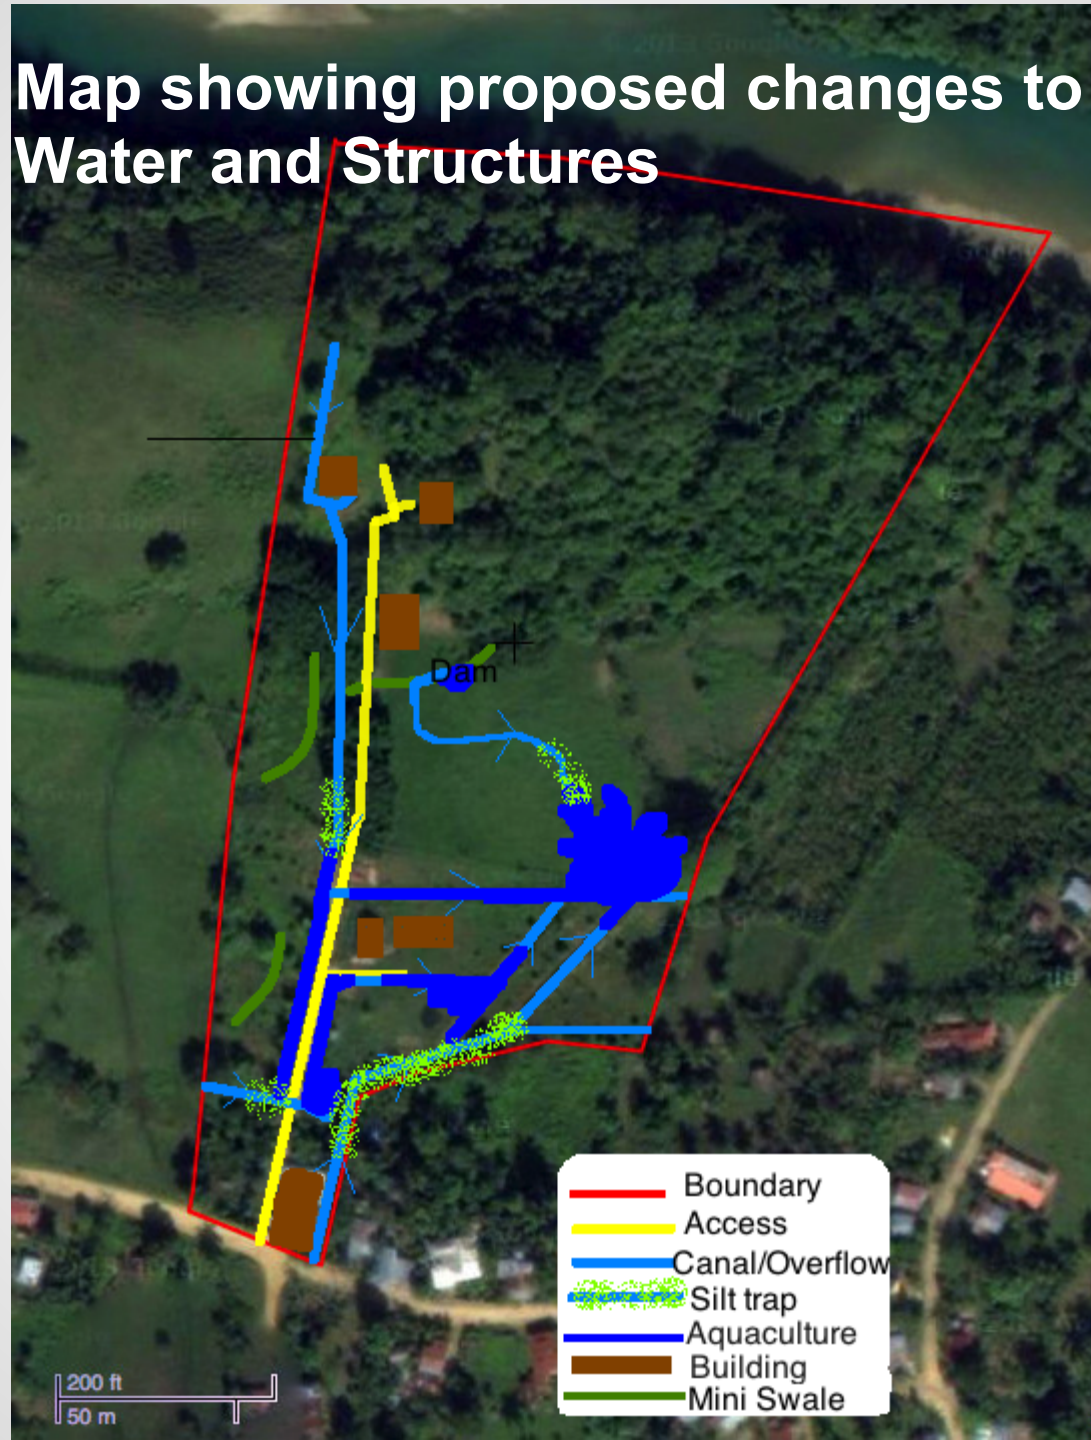 Map showing proposed changes to
Water and Structures
Dam
Boundary
Access
Canal/Overflow
Silt trap
Aquaculture
Building
Mini Swale
200 ft
50 m